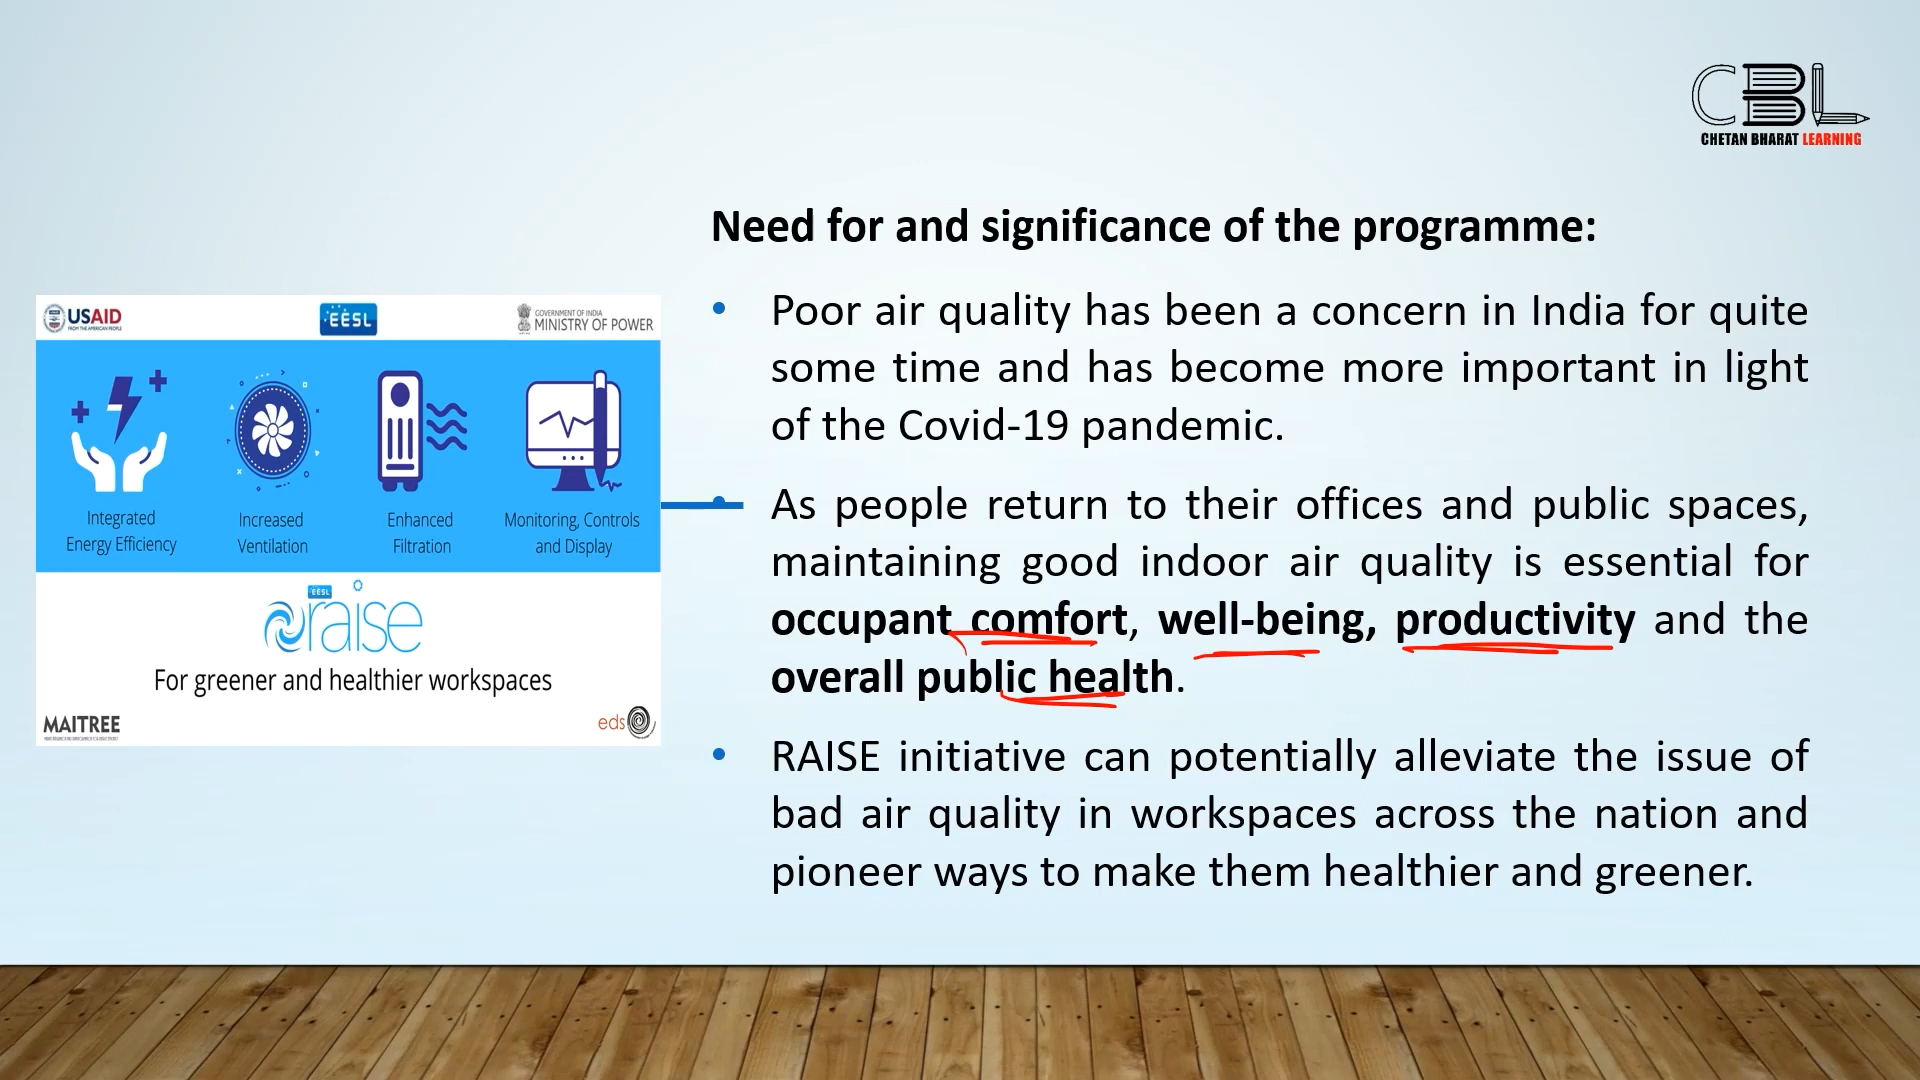 CBL
CHETAN BHARAT LEARNING
Need for and significance of the programme:
• Poor air quality has been a concern in India for quite
some time and has become more important in light
of the Covid-19 pandemic.
• As people return to their offices and public spaces,
maintaining good indoor air quality is essential for
occupant comfort, well-being, productivity and the
overall public health.
• RAISE initiative can potentially alleviate the issue of
bad air quality in workspaces across the nation and
pioneer ways to make them healthier and greener.
USAID
FROM THE AMERICAN PEOPLE
EESL
GOVERNMENT OF INDIA
MINISTRY OF POWER
Integrated
Energy Efficiency
Increased
Ventilation
Enhanced
Filtration
Monitoring, Controls
and Display
EESL
raise
For greener and healthier workspaces
MAITREE
eds